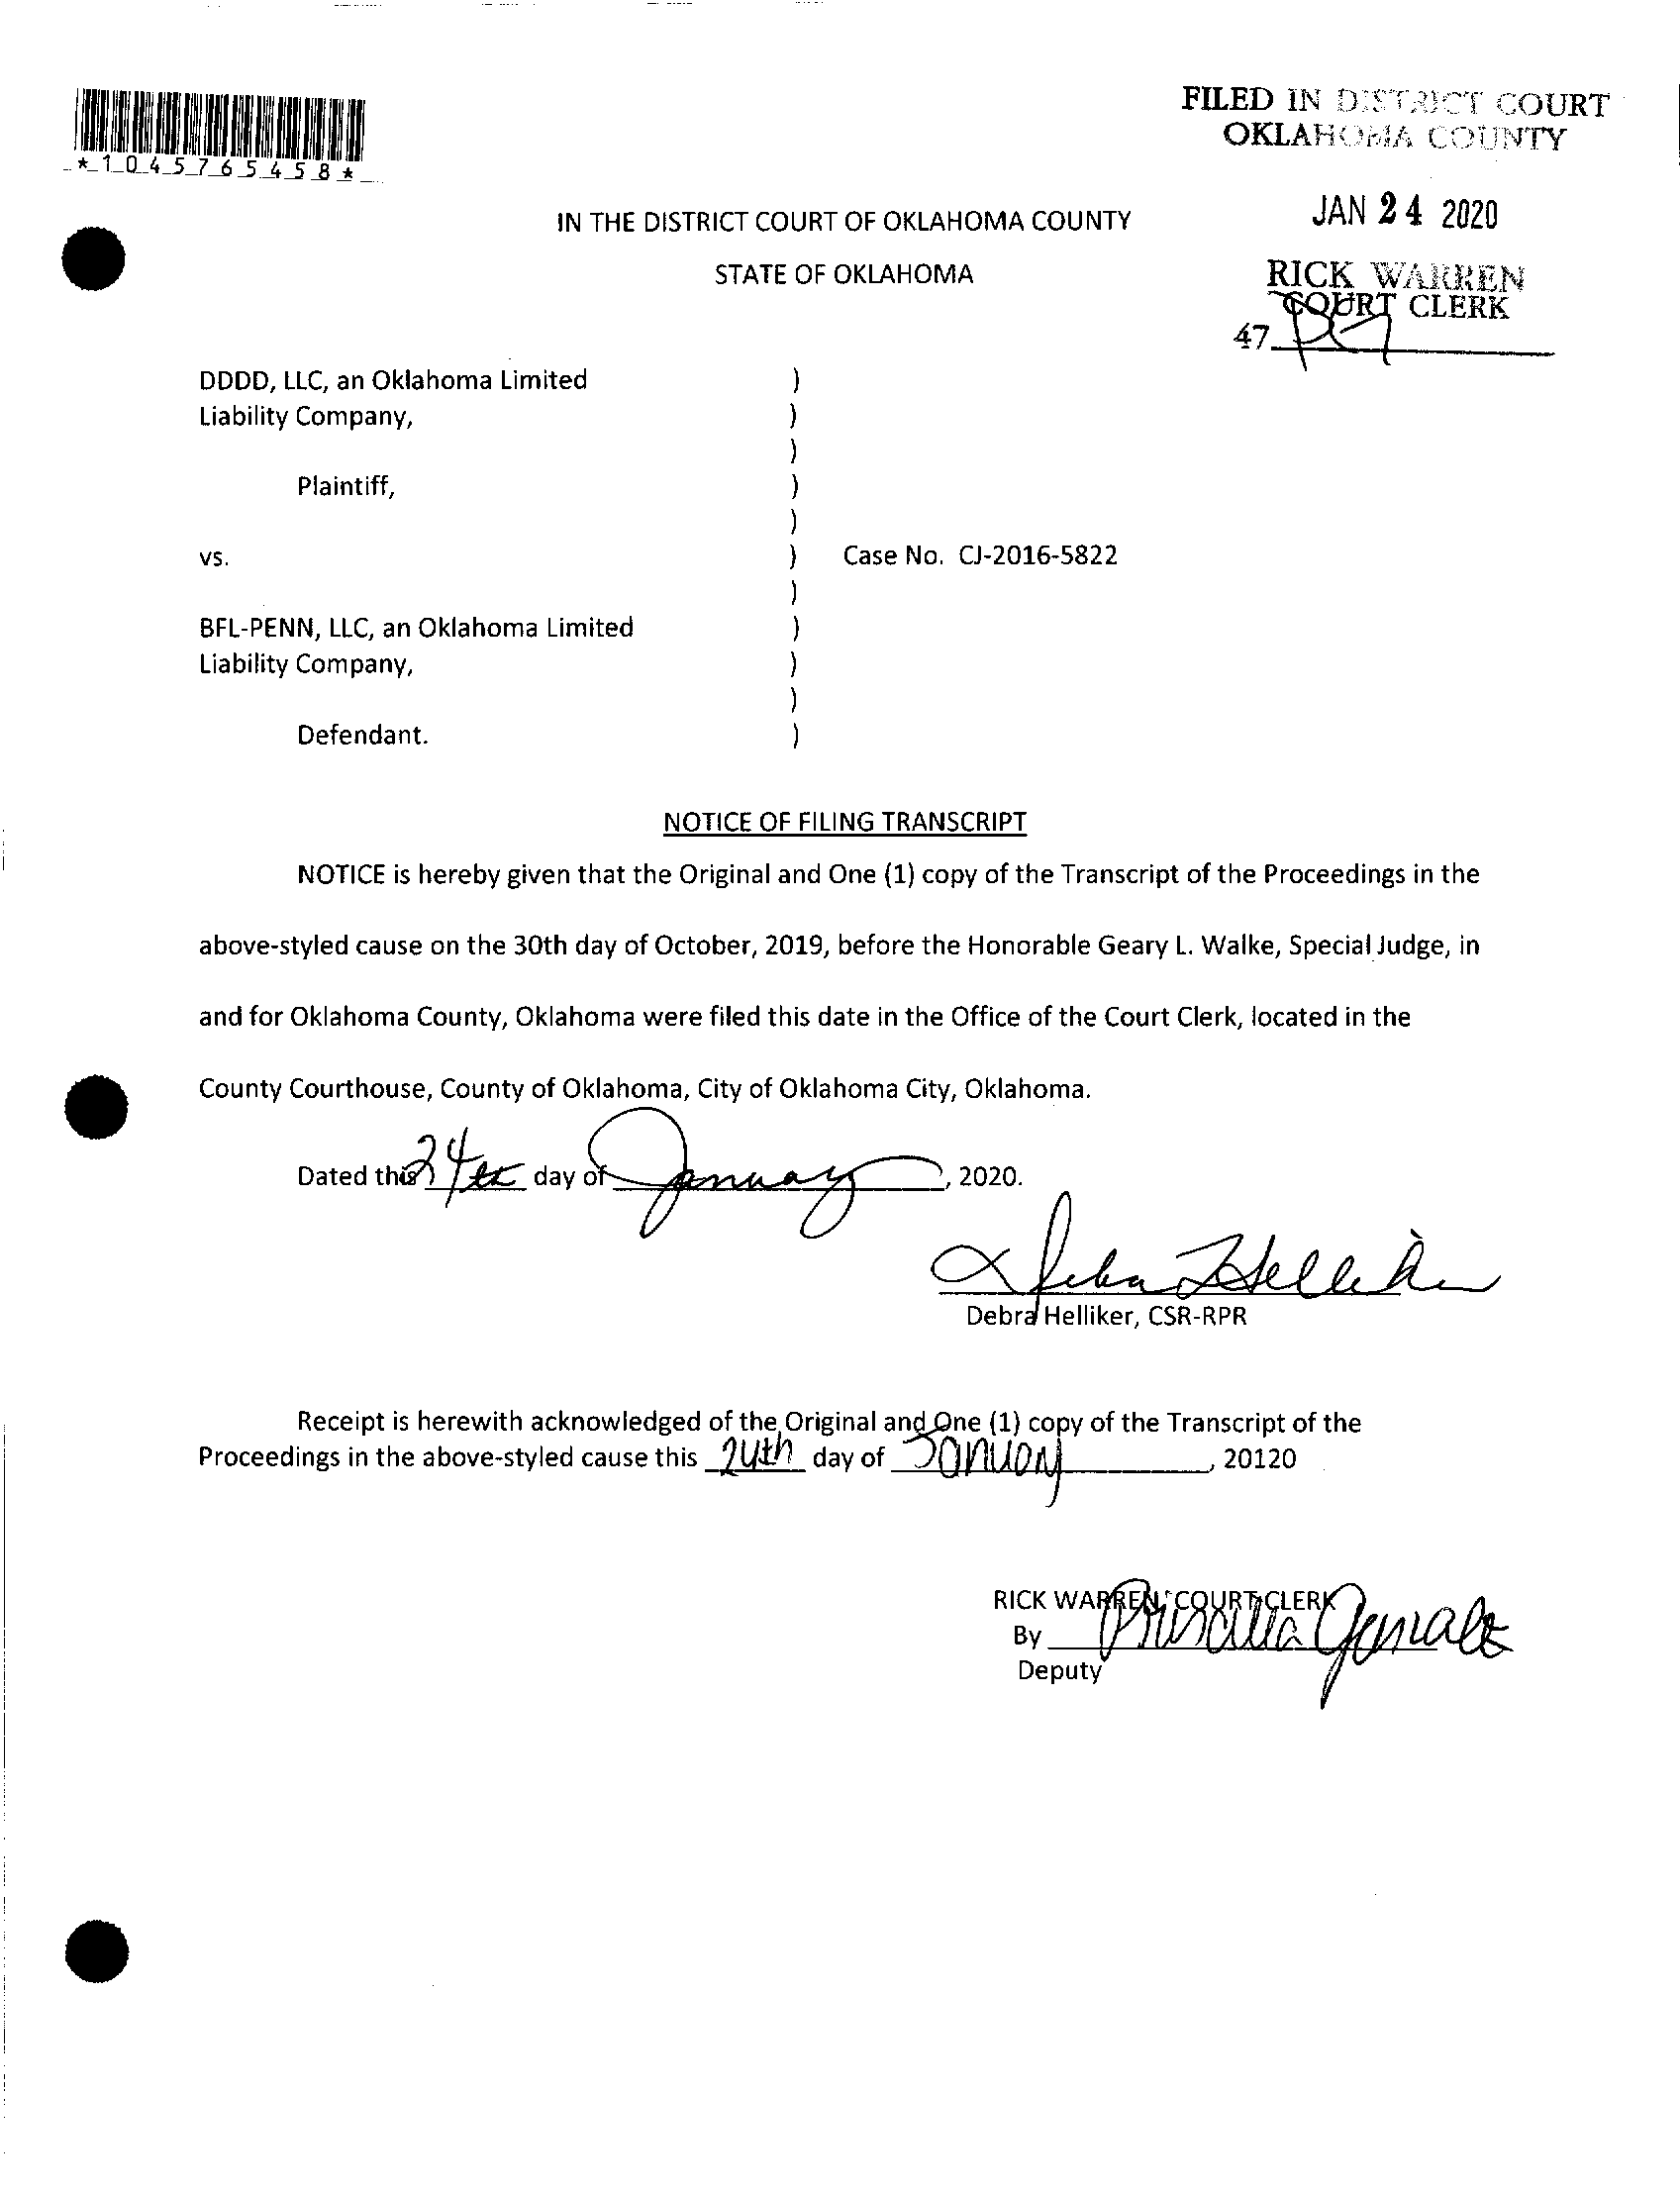 FILED IN DISTRICT COURT
OKLAHOMA COUNTY
*1045765458*
JAN 24 2020
IN THE DISTRICT COURT OF OKLAHOMA COUNTY
STATE OF OKLAHOMA
RICK WARREN
COURT CLERK
47
DDDD, LLC, an Oklahoma Limited )
Liability Company, )
)
Plaintiff, )
)
vs. ) Case No. CJ-2016-5822
)
BFL-PENN, LLC, an Oklahoma Limited )
Liability Company, )
)
Defendant. )
NOTICE OF FILING TRANSCRIPT
NOTICE is hereby given that the Original and One (1) copy of the Transcript of the Proceedings in the
above-styled cause on the 30th day of October, 2019, before the Honorable Geary L. Walke, Special Judge, in
and for Oklahoma County, Oklahoma were filed this date in the Office of the Court Clerk, located in the
County Courthouse, County of Oklahoma, City of Oklahoma City, Oklahoma.
Dated this 24th day of January, 2020.
Debra Helliker
Debra Helliker, CSR-RPR
Receipt is herewith acknowledged of the Original and One (1) copy of the Transcript of the
Proceedings in the above-styled cause this 24th day of January, 20120
RICK WARREN, COURT CLERK
By Priscilla Gonzalez
Deputy